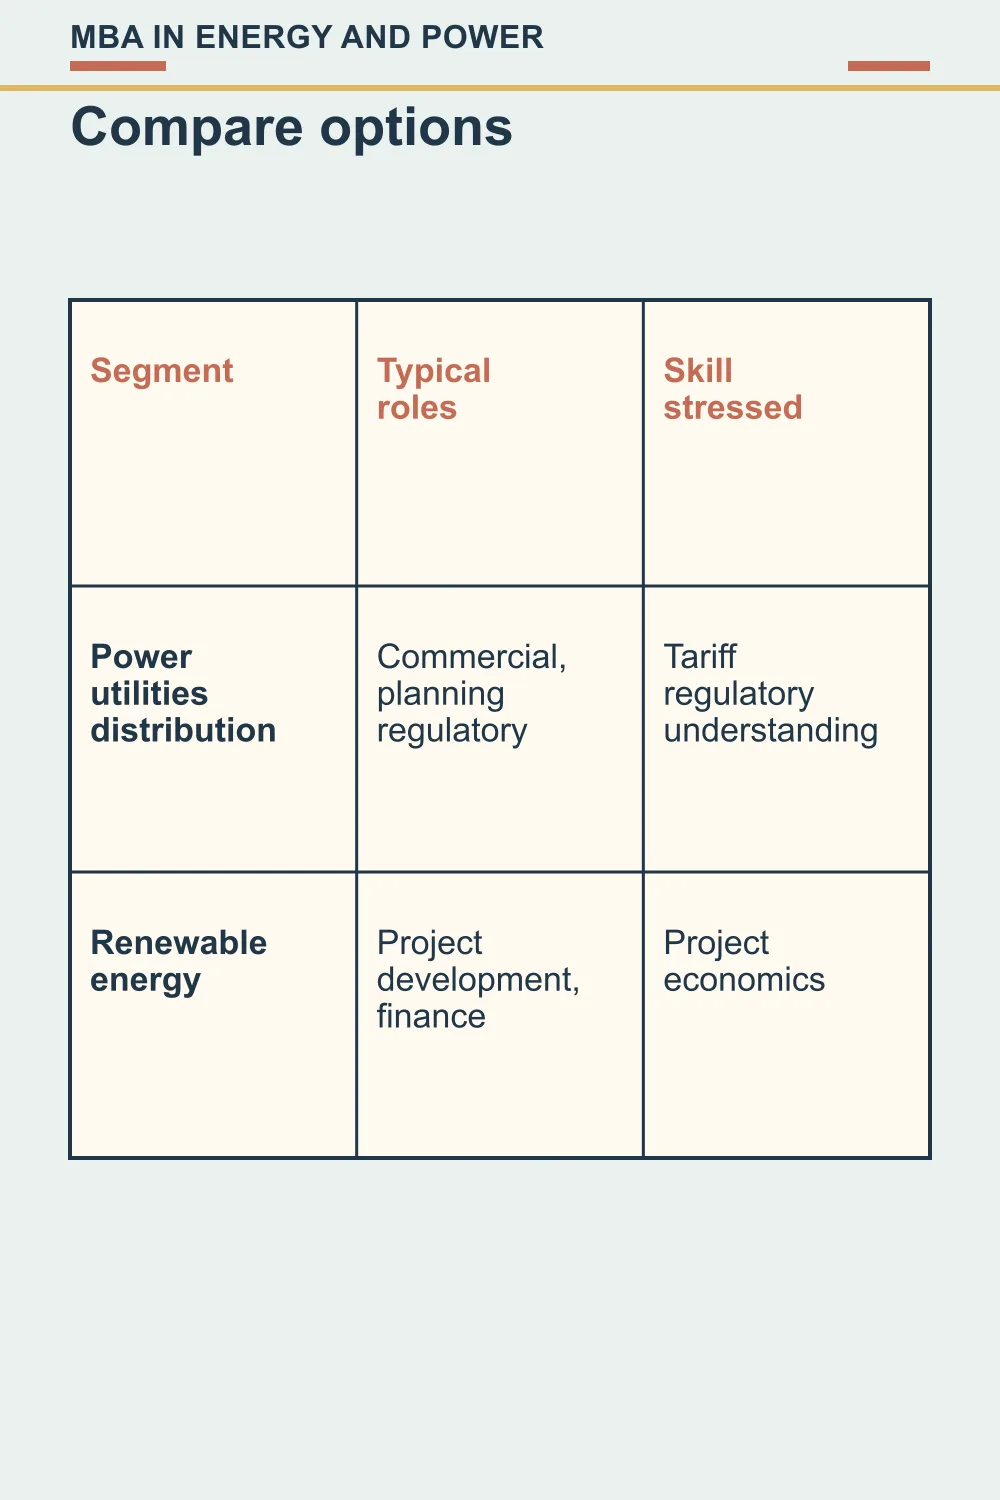 MBA IN ENERGY AND POWER
Compare options
Segment
Typical
roles
Skill
stressed
Power
utilities
distribution
Commercial,
planning
regulatory
Tariff
regulatory
understanding
Renewable
energy
Project
development,
finance
Project
economics